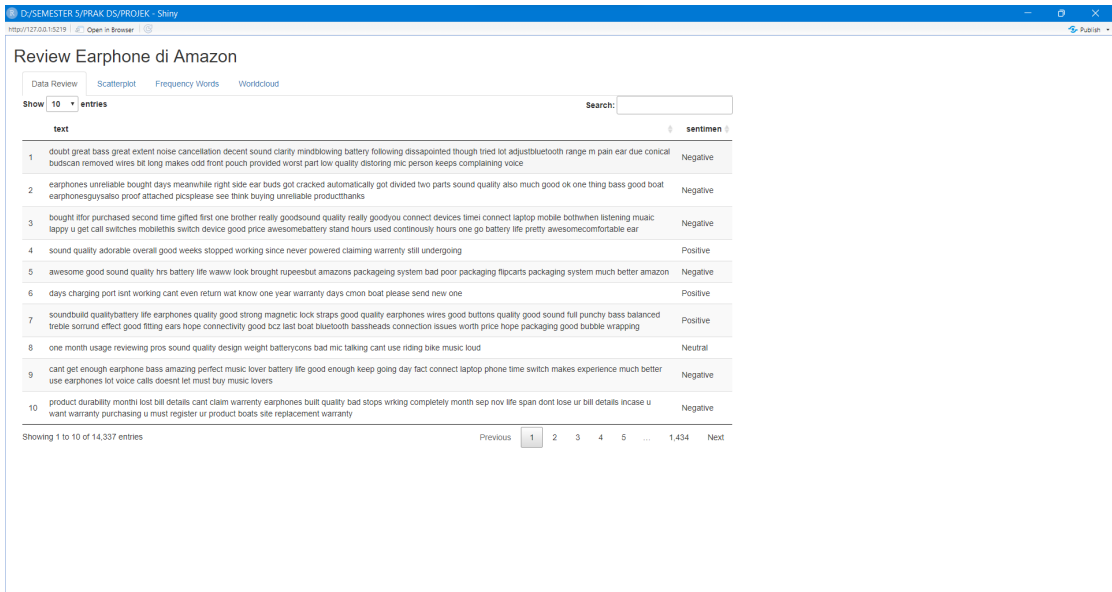 D:/SEMESTER 5/PRAK DS/PROJEK - Shiny
http://127.0.0.1:5219 Open in Browser Publish
Review Earphone di Amazon
Data Review Scatterplot Frequency Words Worldcloud
Show 10 entries Search:
text sentimen
1 doubt great bass great extent noise cancellation decent sound clarity mindblowing battery following dissapointed though tried lot adjustbluetooth range m pain ear due conical Negative
budscan removed wires bit long makes odd front pouch provided worst part low quality distoring mic person keeps complaining voice
2 earphones unreliable bought days meanwhile right side ear buds got cracked automatically got divided two parts sound quality also much good ok one thing bass good boat Negative
earphonesguysalso proof attached picsplease see think buying unreliable productthanks
3 bought itfor purchased second time gifted first one brother really goodsound quality really goodyou connect devices timei connect laptop mobile bothwhen listening muaic Negative
lappy u get call switches mobilethis switch device good price awesomebattery stand hours used continously hours one go battery life pretty awesomecomfortable ear
4 sound quality adorable overall good weeks stopped working since never powered claiming warrenty still undergoing Positive
5 awesome good sound quality hrs battery life waww look brought rupeesbut amazons packageing system bad poor packaging flipcarts packaging system much better amazon Negative
6 days charging port isnt working cant even return wat know one year warranty days cmon boat please send new one Positive
7 soundbuild qualitybattery life earphones quality good strong magnetic lock straps good quality earphones wires good buttons quality good sound full punchy bass balanced Positive
treble sorrund effect good fitting ears hope connectivity good bcz last boat bluetooth bassheads connection issues worth price hope packaging good bubble wrapping
8 one month usage reviewing pros sound quality design weight batterycons bad mic talking cant use riding bike music loud Neutral
9 cant get enough earphone bass amazing perfect music lover battery life good enough keep going day fact connect laptop phone time switch makes experience much better Negative
use earphones lot voice calls doesnt let must buy music lovers
10 product durability monthi lost bill details cant claim warrenty earphones built quality bad stops wrking completely month sep nov life span dont lose ur bill details incase u Negative
want warranty purchasing u must register ur product boats site replacement warranty
Showing 1 to 10 of 14,337 entries Previous 1 2 3 4 5 ... 1,434 Next